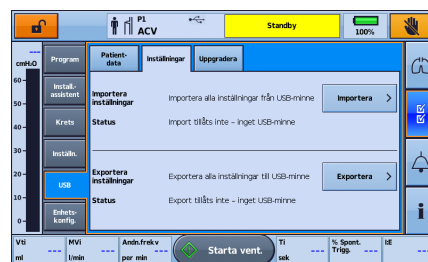 P1
ACV
Standby
100%
---
cmH₂O
60
50
40
30
20
10
0
Program
Install.-
assistent
Krets
Inställn.
USB
Enhets-
konfig.
Patient-
data
Inställningar
Uppgradera
Importera
inställningar
Importera alla inställningar från USB-minne
Importera
Status
Import tillåts inte – inget USB-minne
Exportera
inställningar
Exportera alla inställningar till USB-minne
Exportera
Status
Export tillåts inte – inget USB-minne
Vti
---
ml
MVi
---
l/min
Andn.frekv
---
per min
Starta vent.
Ti
---
sek
% Spont.
Trigg.
---
I:E
---